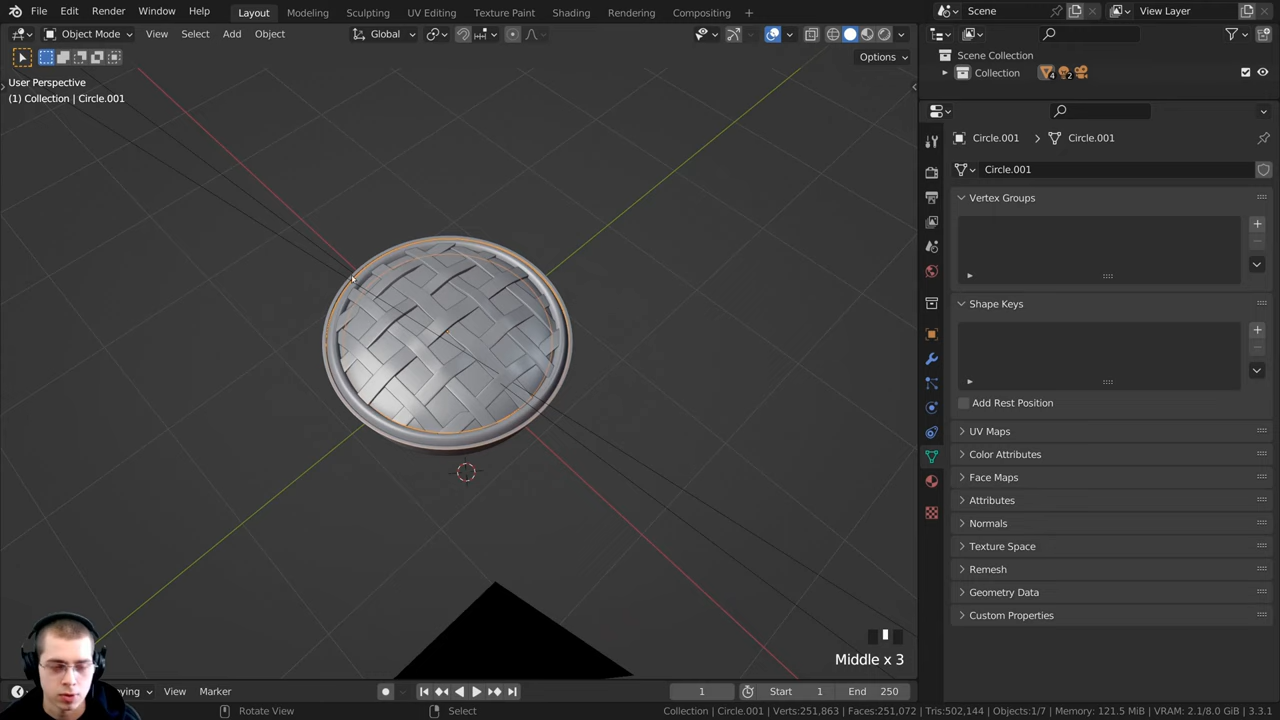 File Edit Render Window Help Layout Modeling Sculpting UV Editing Texture Paint Shading Rendering Compositing + Scene View Layer
Object Mode View Select Add Object Global
Options
User Perspective
(1) Collection | Circle.001
Scene Collection
Collection 4 2
Circle.001 > Circle.001
Circle.001
Vertex Groups
Shape Keys
Add Rest Position
UV Maps
Color Attributes
Face Maps
Attributes
Normals
Texture Space
Remesh
Geometry Data
Custom Properties
Middle x 3
ying View Marker 1 Start 1 End 250
Rotate View Select Collection | Circle.001 | Verts:251,863 | Faces:251,072 | Tris:502,144 | Objects:1/7 | Memory: 121.5 MiB | VRAM: 2.1/8.0 GiB | 3.3.1